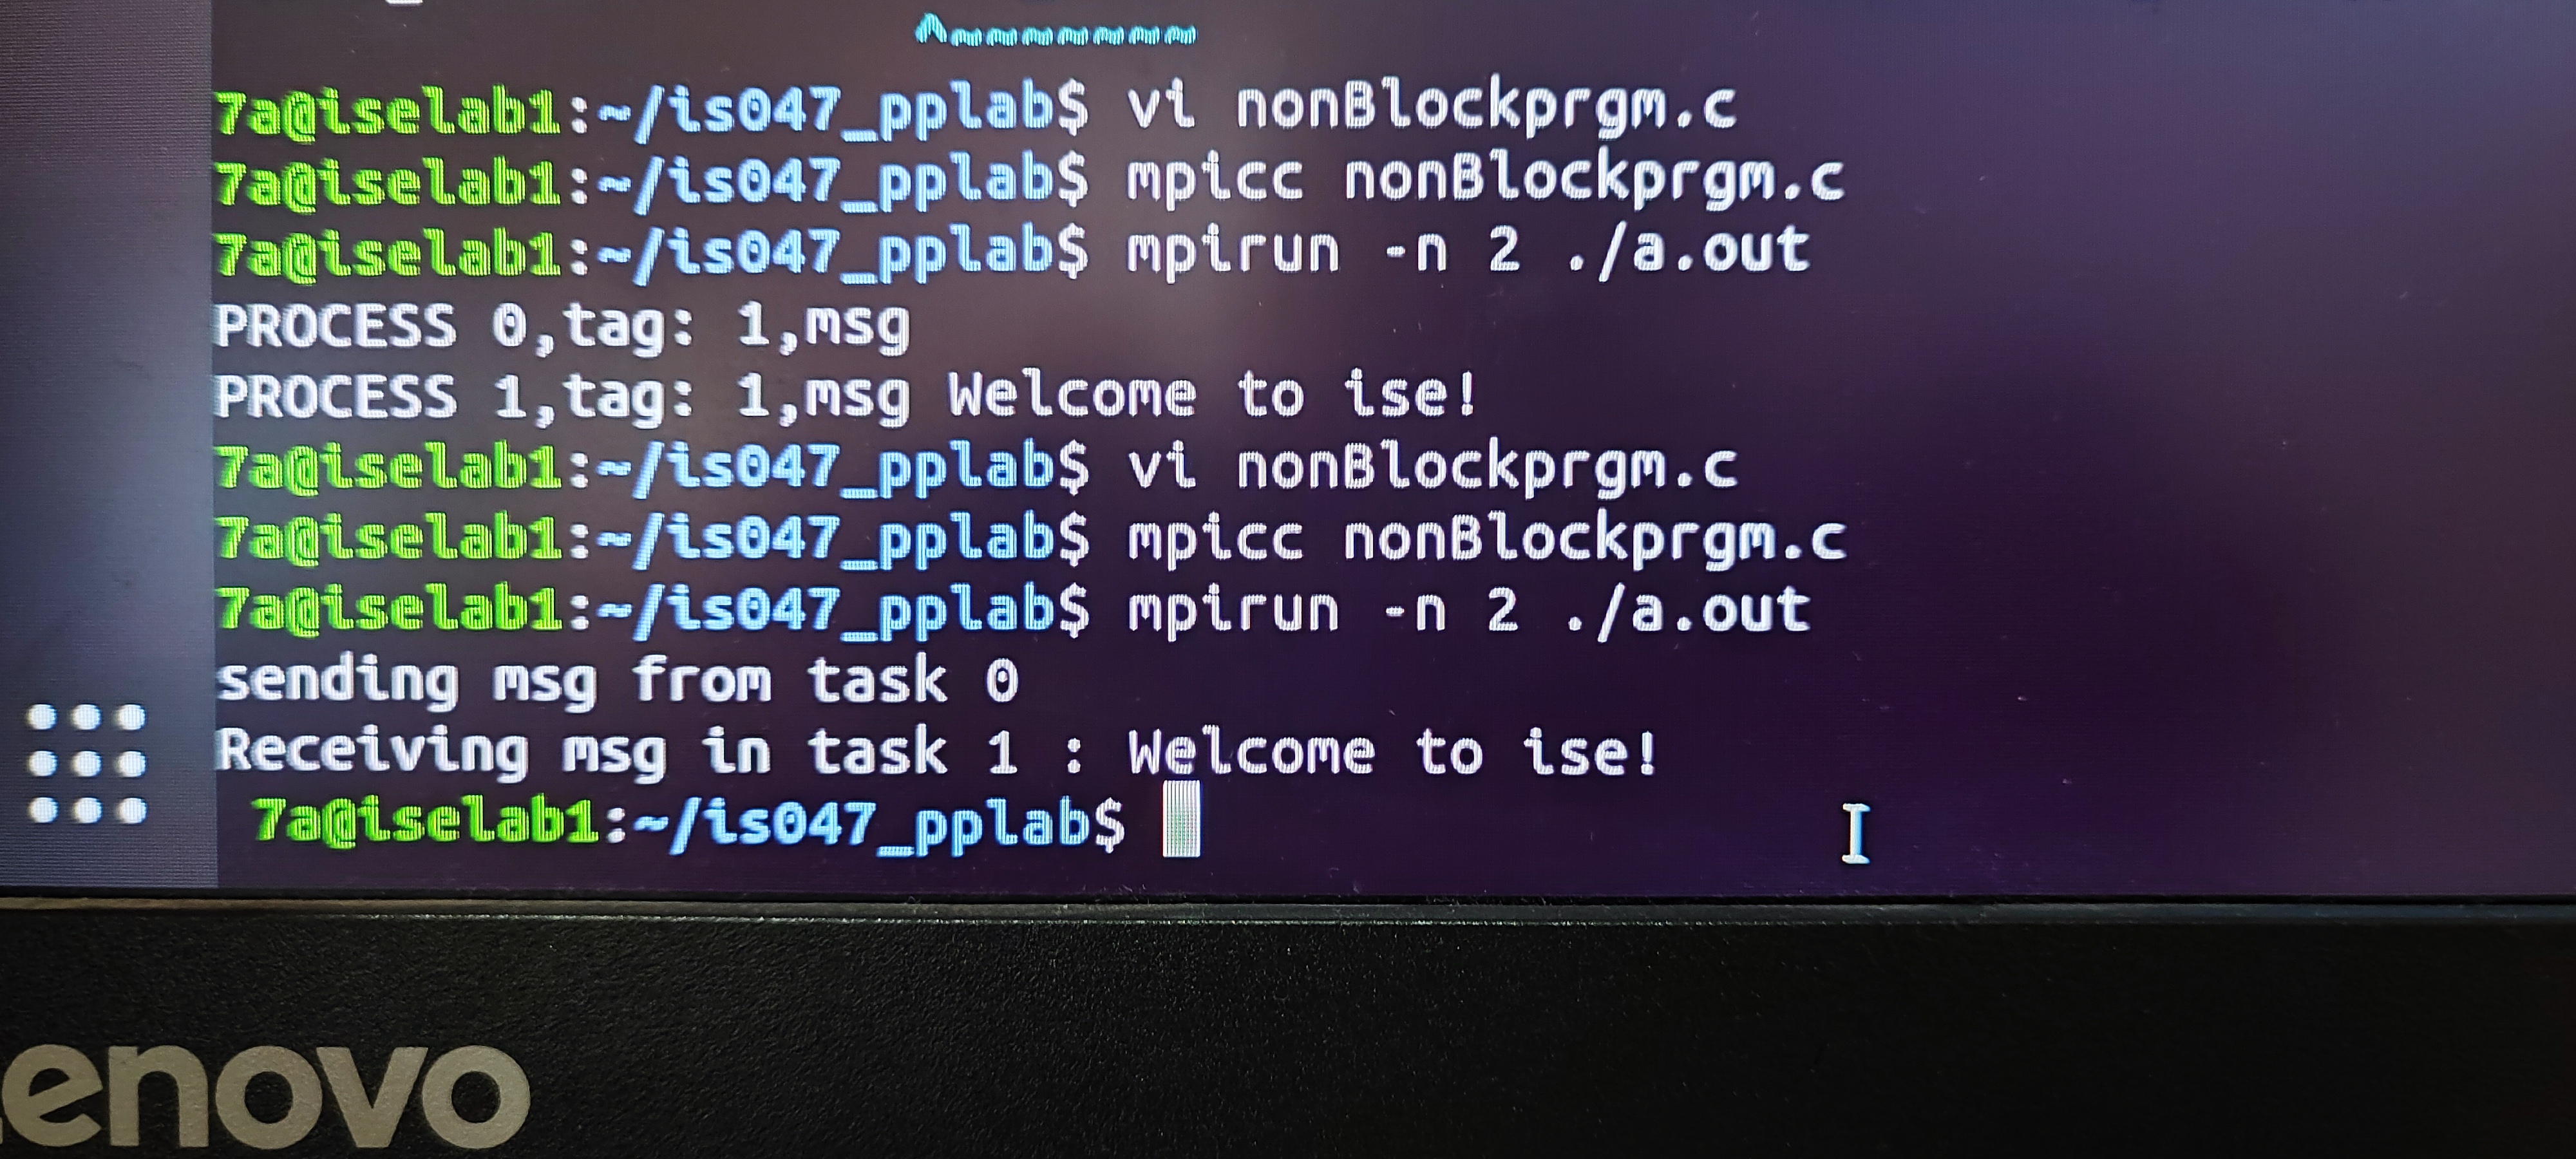 7a@iselab1:~/is047_pplab$ vi nonBlockprgm.c
7a@iselab1:~/is047_pplab$ mpicc nonBlockprgm.c
7a@iselab1:~/is047_pplab$ mpirun -n 2 ./a.out
PROCESS 0,tag: 1,msg
PROCESS 1,tag: 1,msg Welcome to ise!
7a@iselab1:~/is047_pplab$ vi nonBlockprgm.c
7a@iselab1:~/is047_pplab$ mpicc nonBlockprgm.c
7a@iselab1:~/is047_pplab$ mpirun -n 2 ./a.out
sending msg from task 0
Receiving msg in task 1 : Welcome to ise!
 7a@iselab1:~/is047_pplab$
Lenovo